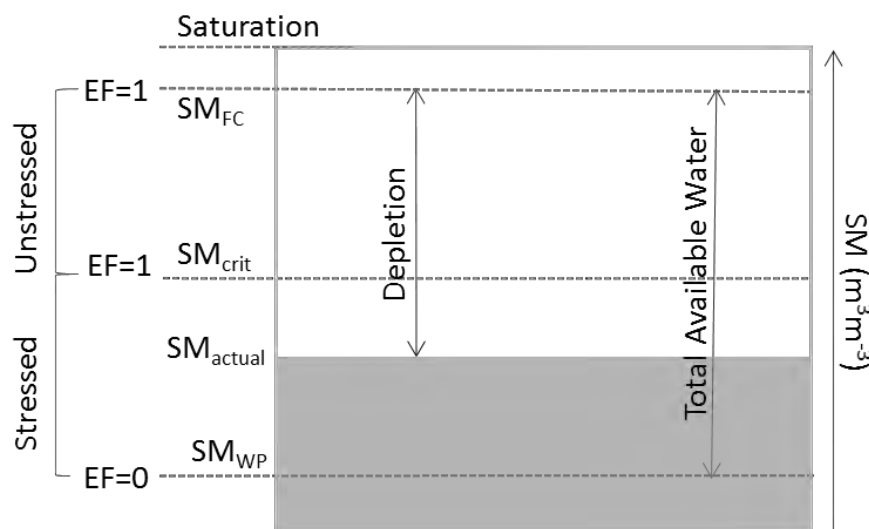 Saturation
EF=1
SM_FC
Unstressed
EF=1
SM_crit
Depletion
Total Available Water
SM (m³m⁻³)
SM_actual
Stressed
SM_WP
EF=0